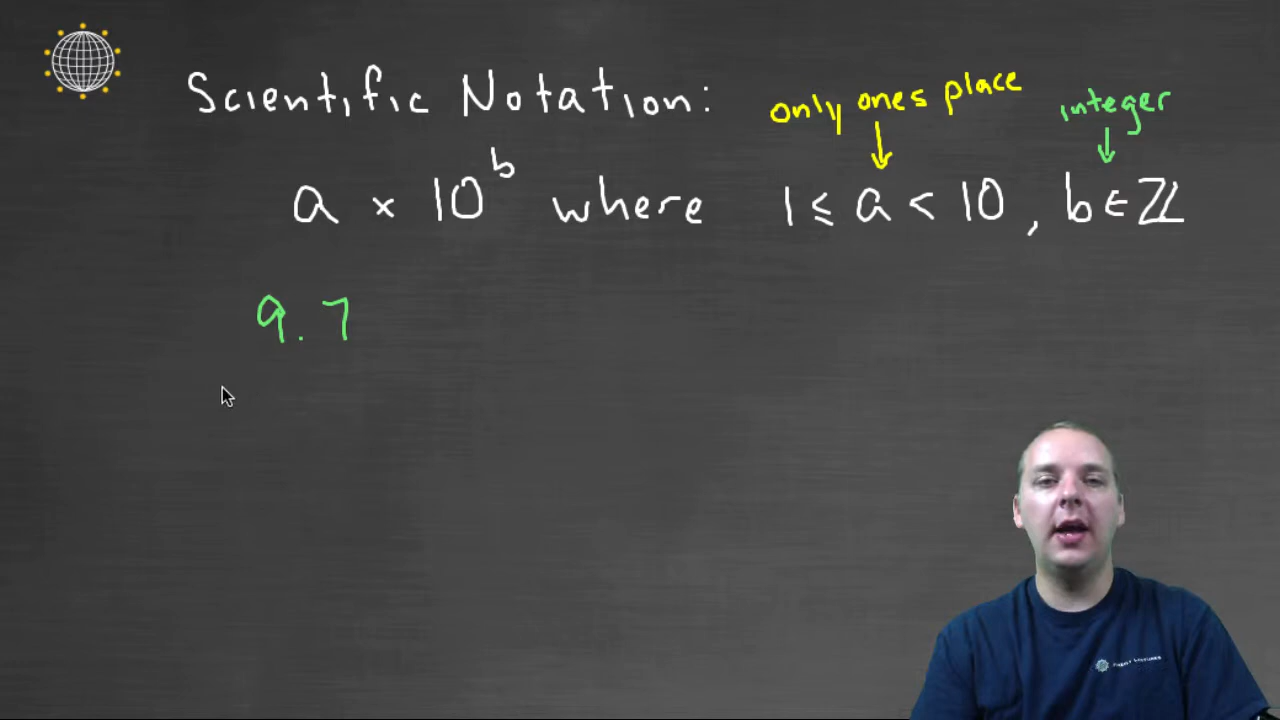 Scientific Notation:
only ones place
integer
↓
↓
a × 10^b where 1 ≤ a < 10, b ∈ ℤ
9.7